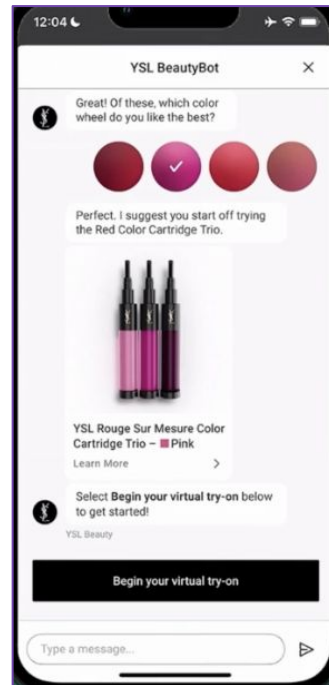 12:04
YSL BeautyBot
Great! Of these, which color
wheel do you like the best?
Perfect. I suggest you start off trying
the Red Color Cartridge Trio.
YSL Rouge Sur Mesure Color
Cartridge Trio – Pink
Learn More
Select Begin your virtual try-on below
to get started!
YSL Beauty
Begin your virtual try-on
Type a message...